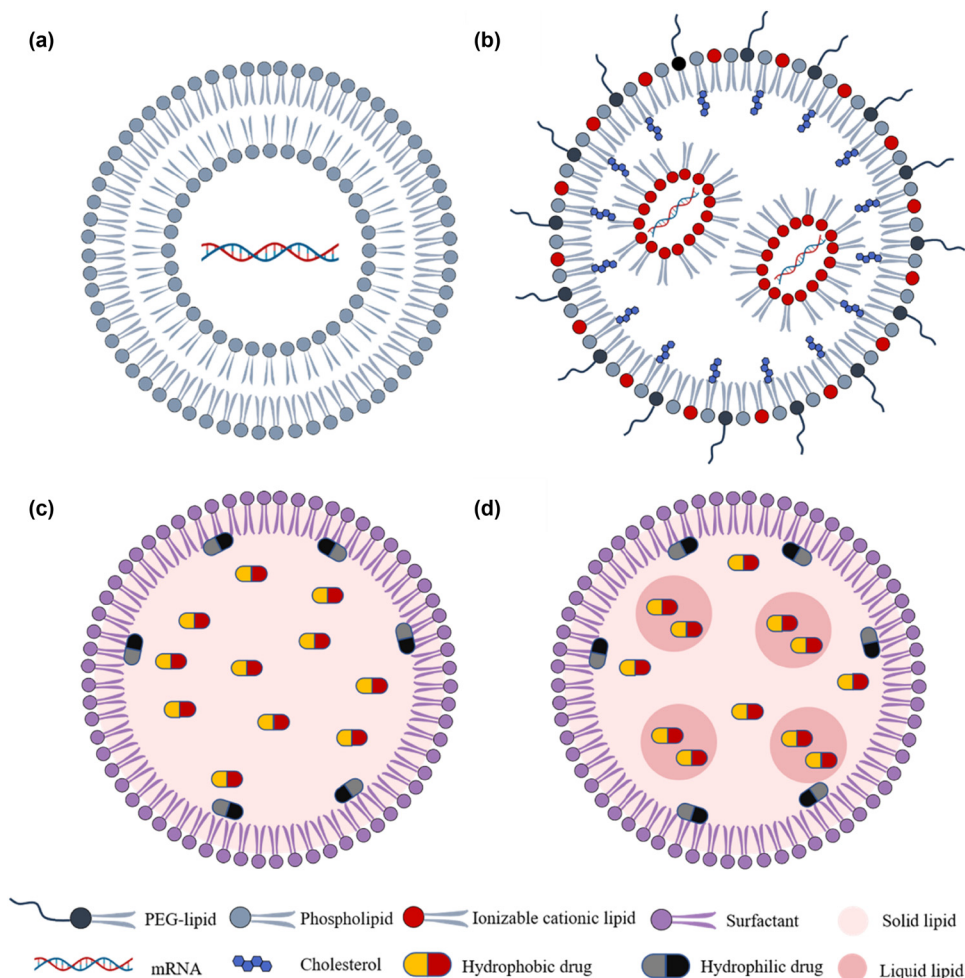 (a)
(b)
(c)
(d)
PEG-lipid
Phospholipid
Ionizable cationic lipid
Surfactant
Solid lipid
mRNA
Cholesterol
Hydrophobic drug
Hydrophilic drug
Liquid lipid